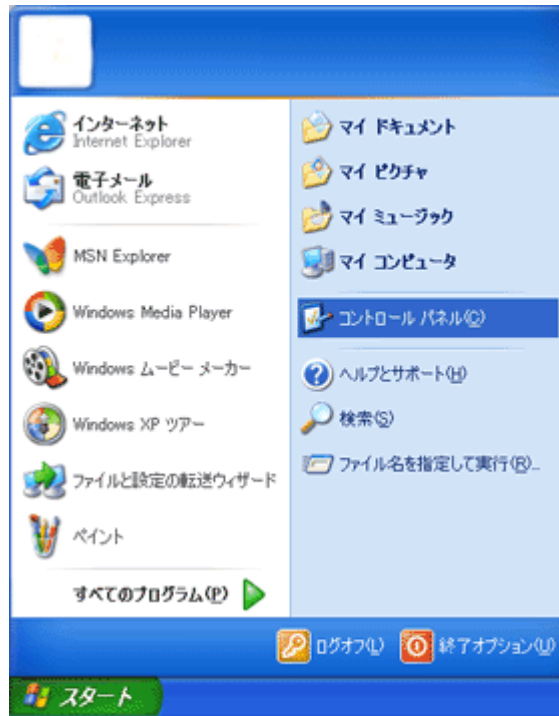 インターネット
Internet Explorer
電子メール
Outlook Express
MSN Explorer
Windows Media Player
Windows ムービー メーカー
Windows XP ツアー
ファイルと設定の転送ウィザード
ペイント
すべてのプログラム(P)
マイ ドキュメント
マイ ピクチャ
マイ ミュージック
マイ コンピュータ
コントロール パネル(C)
ヘルプとサポート(H)
検索(S)
ファイル名を指定して実行(R)...
ログオフ(L)
終了オプション(U)
スタート